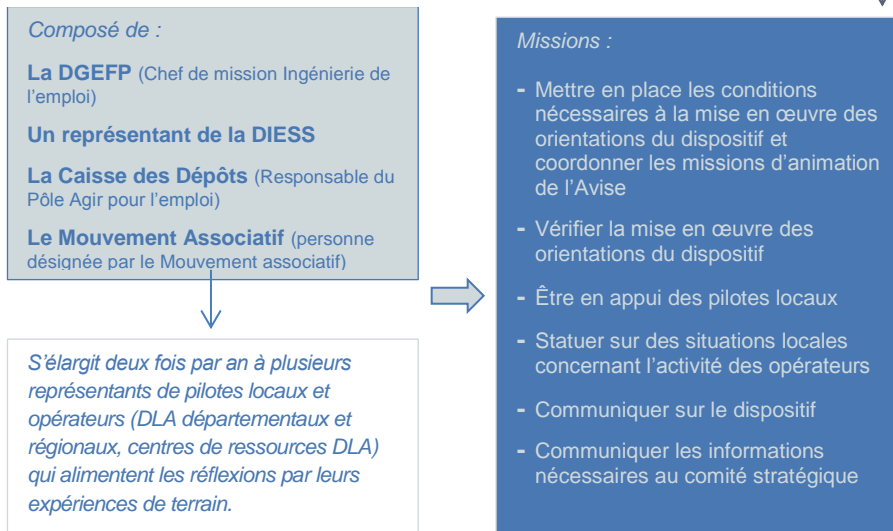 Composé de :
La DGEFP (Chef de mission Ingénierie de
l'emploi)
Un représentant de la DIESS
La Caisse des Dépôts (Responsable du
Pôle Agir pour l'emploi)
Le Mouvement Associatif (personne
désignée par le Mouvement associatif)
S'élargit deux fois par an à plusieurs
représentants de pilotes locaux et
opérateurs (DLA départementaux et
régionaux, centres de ressources DLA)
qui alimentent les réflexions par leurs
expériences de terrain.
Missions :
- Mettre en place les conditions
nécessaires à la mise en œuvre des
orientations du dispositif et
coordonner les missions d'animation
de l'Avise
- Vérifier la mise en œuvre des
orientations du dispositif
- Être en appui des pilotes locaux
- Statuer sur des situations locales
concernant l'activité des opérateurs
- Communiquer sur le dispositif
- Communiquer les informations
nécessaires au comité stratégique